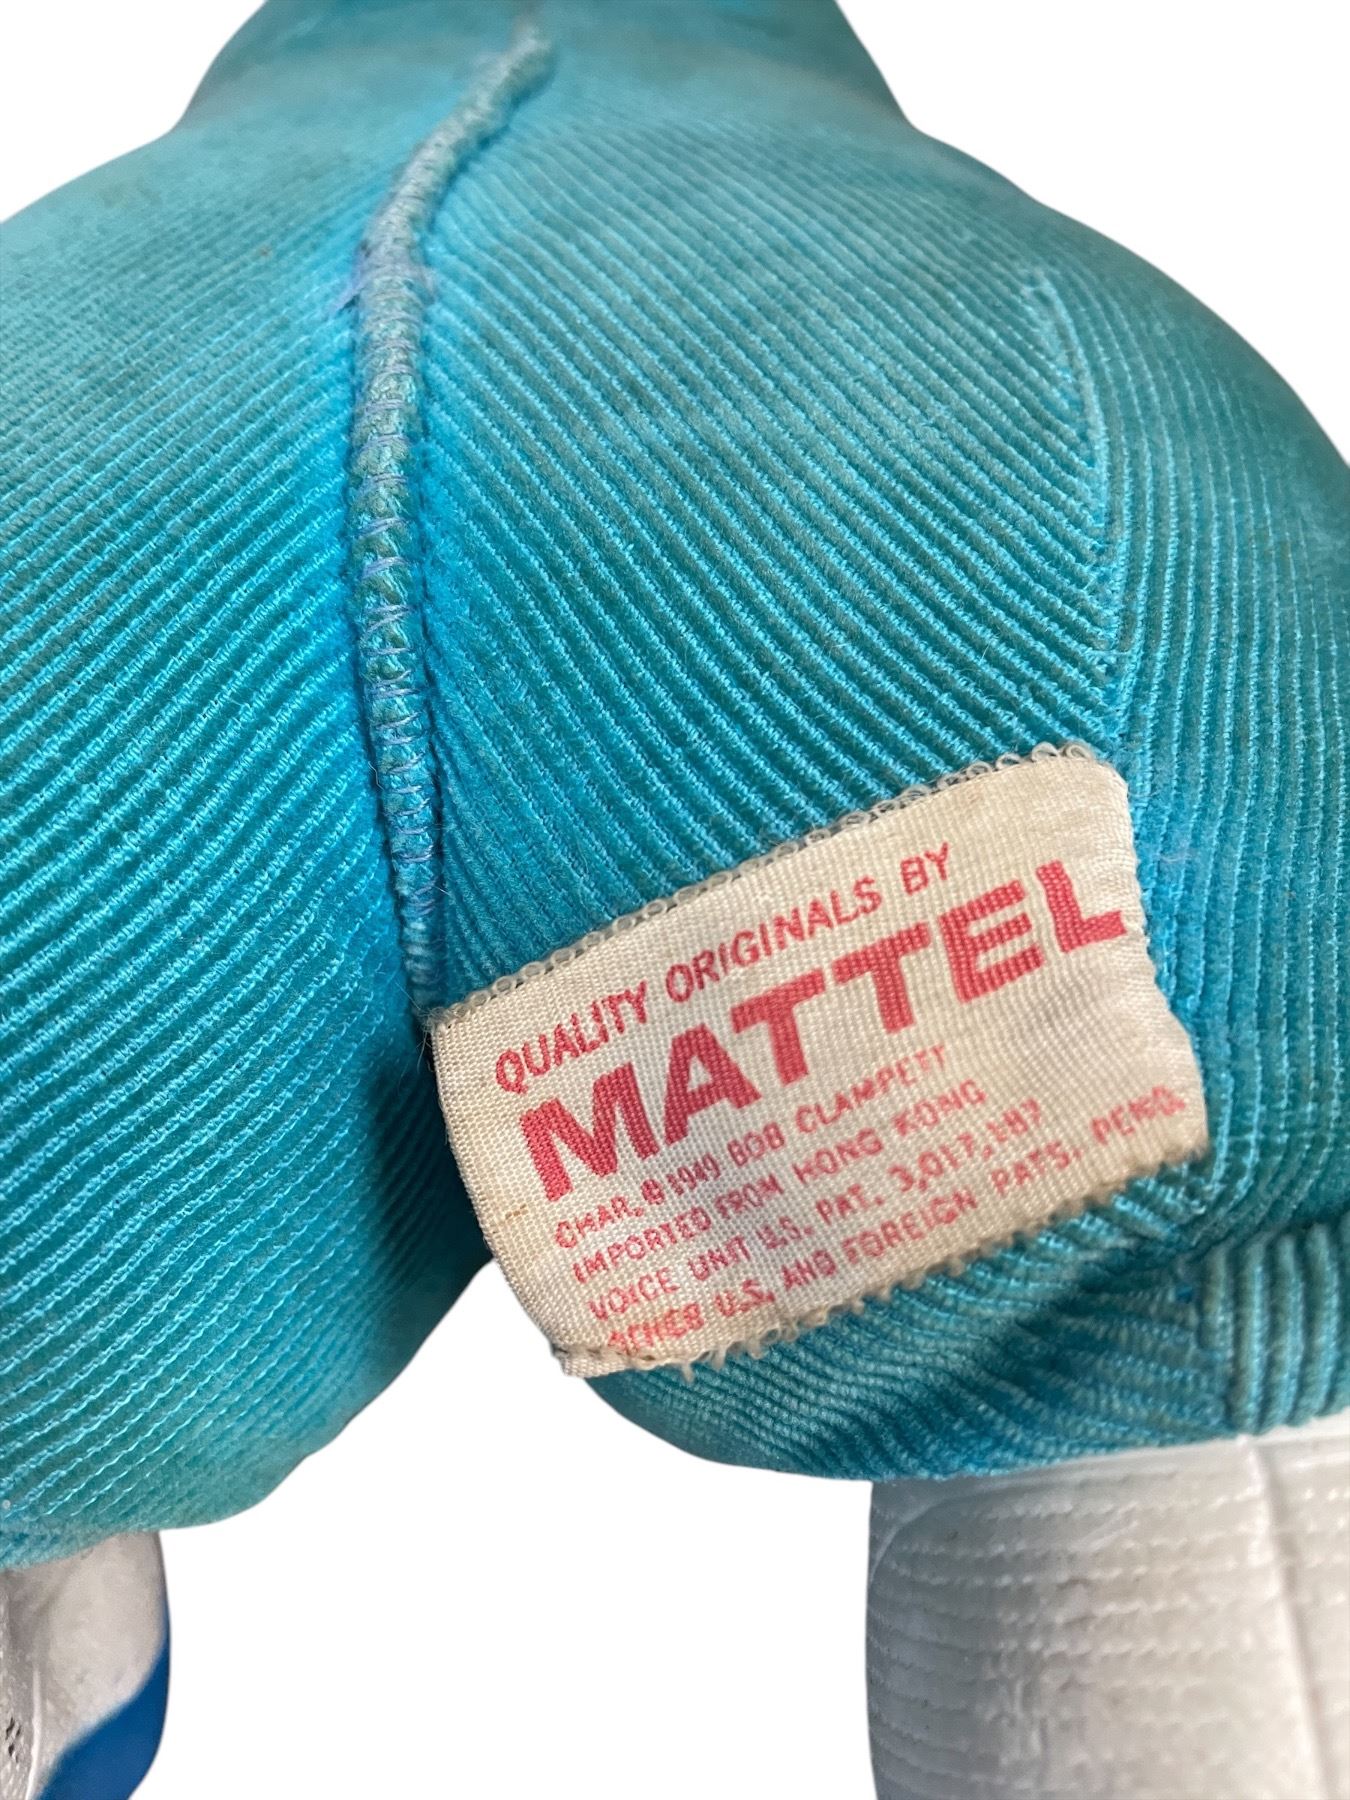 QUALITY ORIGINALS BY
MATTEL
CHAR. © 1949 BOB CLAMPETT
IMPORTED FROM HONG KONG
VOICE UNIT U.S. PAT. 3,017,187
OTHER U.S. AND FOREIGN PATS. PEND.